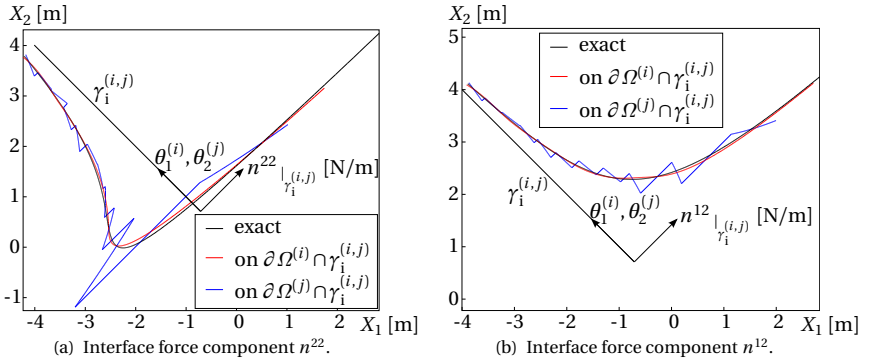 X₂ [m]
4
3
2
1
0
-1
-4 -3 -2 -1 0 1 2 X₁ [m]
γᵢ^(i,j)
θ₁^(i), θ₂^(j)
n²²|_γᵢ^(i,j) [N/m]
exact
on ∂Ω^(i)∩γᵢ^(i,j)
on ∂Ω^(j)∩γᵢ^(i,j)
(a) Interface force component n²².
X₂ [m]
5
4
3
2
1
0
-4 -3 -2 -1 0 1 2 X₁ [m]
exact
on ∂Ω^(i)∩γᵢ^(i,j)
on ∂Ω^(j)∩γᵢ^(i,j)
γᵢ^(i,j)
θ₁^(i), θ₂^(j)
n¹²|_γᵢ^(i,j) [N/m]
(b) Interface force component n¹².